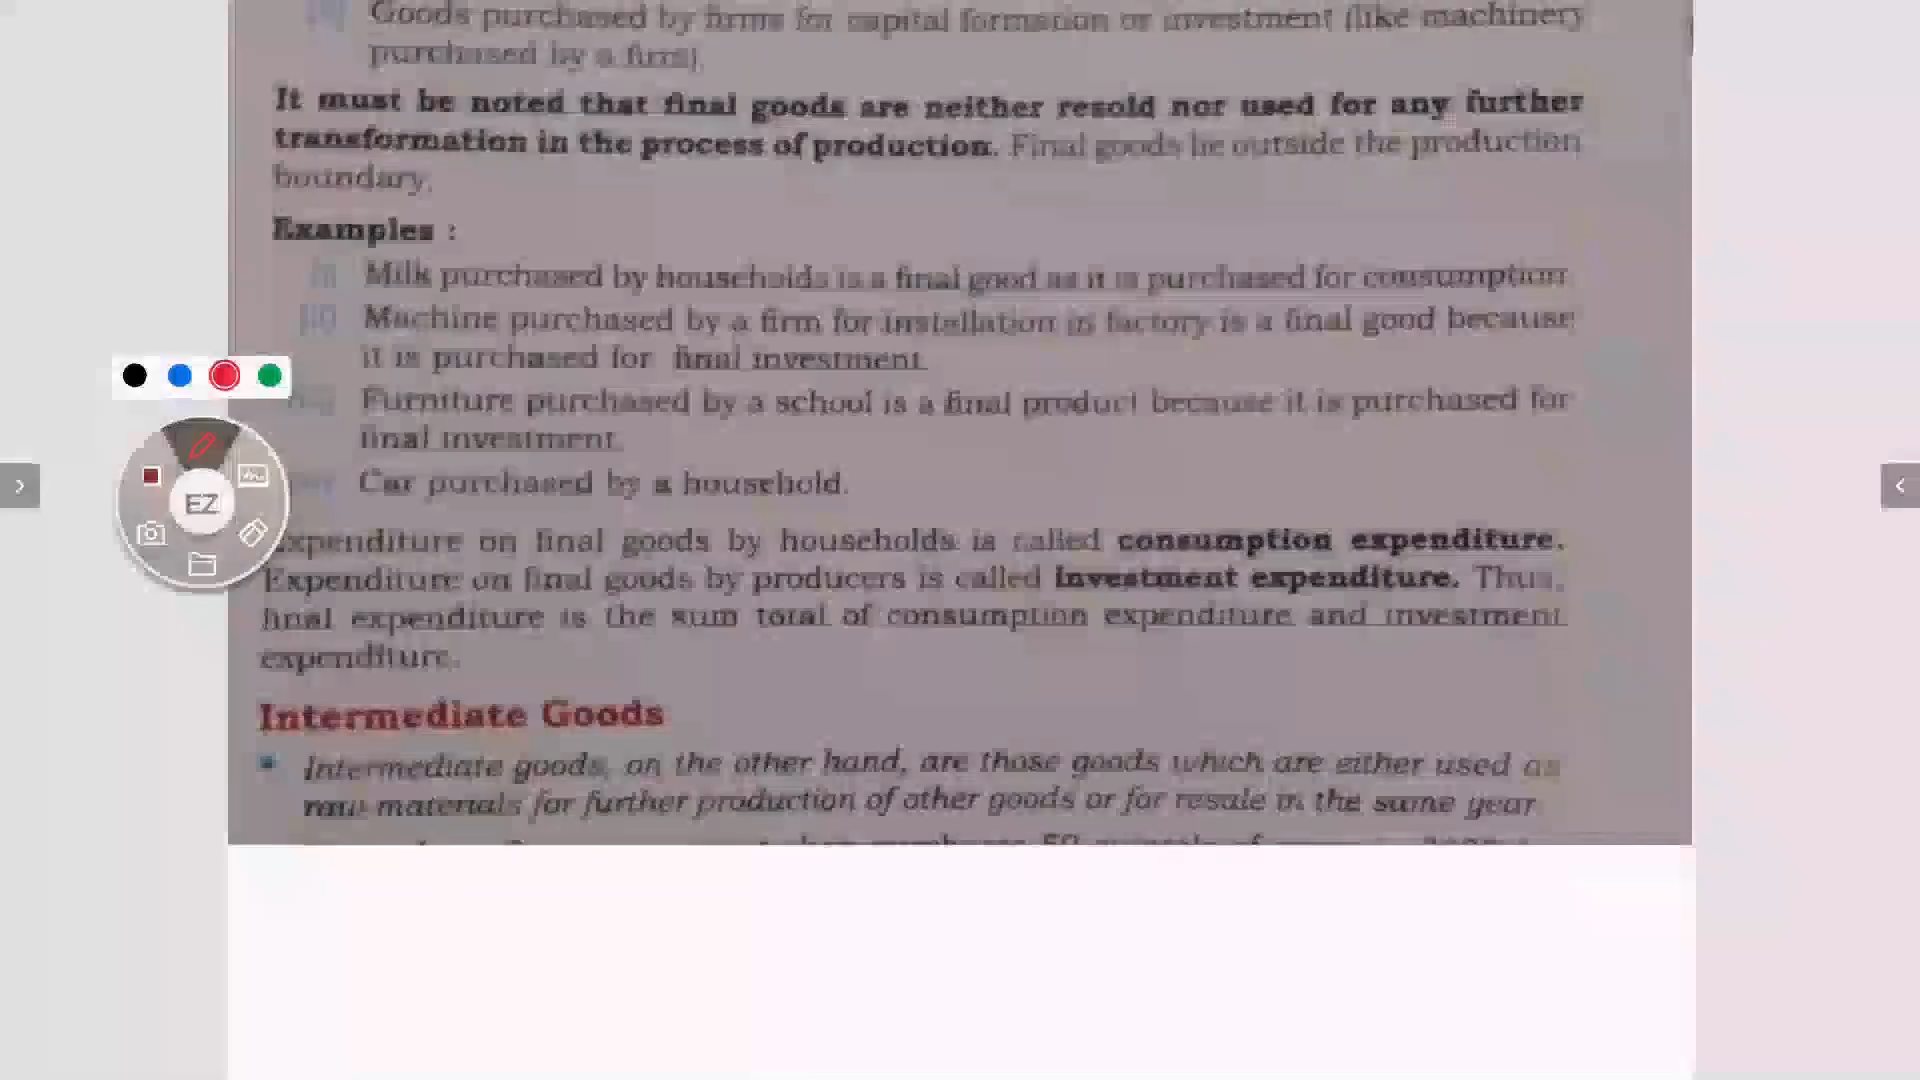 Goods purchased by firms for capital formation or investment (like machinery
purchased by a firm)
It must be noted that final goods are neither resold nor used for any further
transformation in the process of production. Final goods lie outside the production
boundary.
Examples :
Milk purchased by households is a final good as it is purchased for consumption
Machine purchased by a firm for installation in factory is a final good because
it is purchased for final investment.
Furniture purchased by a school is a final product because it is purchased for
final investment.
Car purchased by a household.
EZ
Expenditure on final goods by households is called consumption expenditure.
Expenditure on final goods by producers is called investment expenditure. Thus,
final expenditure is the sum total of consumption expenditure and investment
expenditure.
Intermediate Goods
Intermediate goods, on the other hand, are those goods which are either used as
raw materials for further production of other goods or for resale in the same year